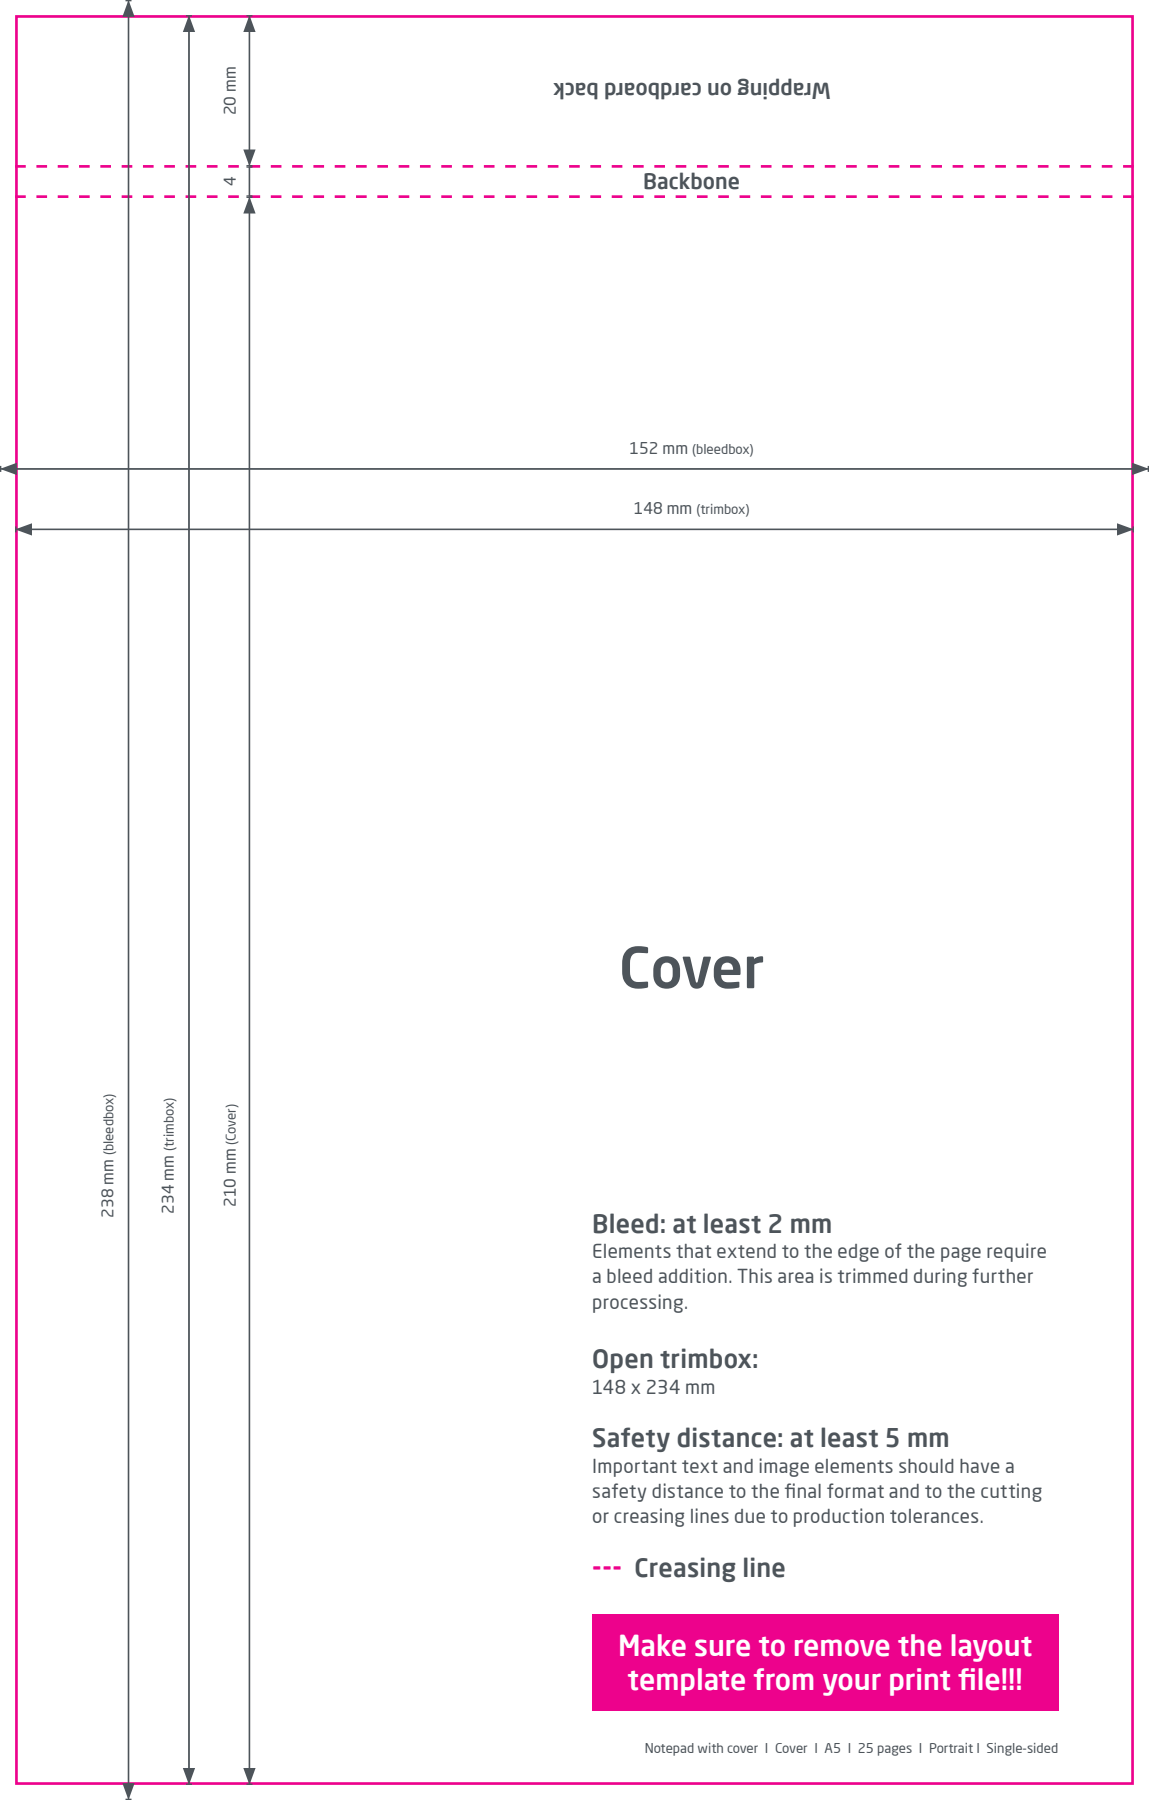 Wrapping on cardboard back
20 mm
4
Backbone
152 mm (bleedbox)
148 mm (trimbox)
Cover
238 mm (bleedbox)
234 mm (trimbox)
210 mm (Cover)
Bleed: at least 2 mm
Elements that extend to the edge of the page require
a bleed addition. This area is trimmed during further
processing.
Open trimbox:
148 x 234 mm
Safety distance: at least 5 mm
Important text and image elements should have a
safety distance to the final format and to the cutting
or creasing lines due to production tolerances.
--- Creasing line
Make sure to remove the layout
template from your print file!!!
Notepad with cover I Cover I A5 I 25 pages I Portrait I Single-sided